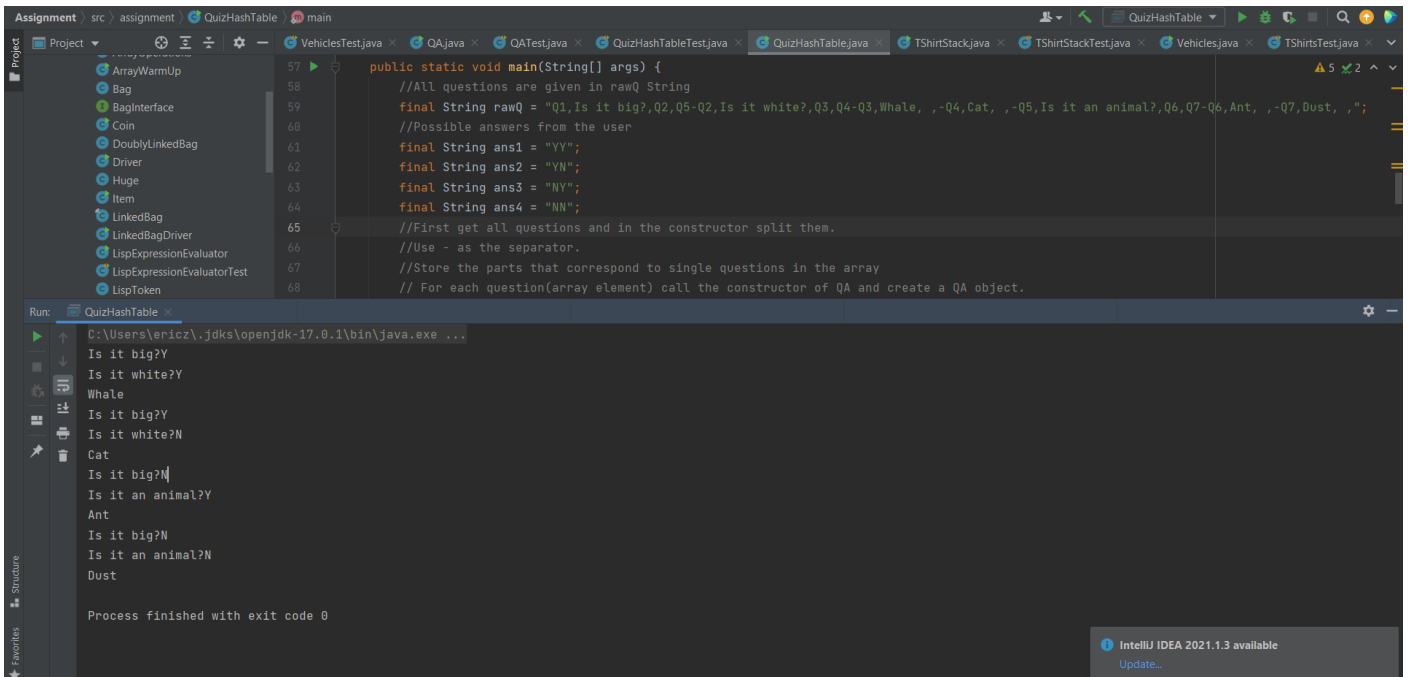 Assignment src assignment QuizHashTable main QuizHashTable
Project VehiclesTest.java QA.java QATest.java QuizHashTableTest.java QuizHashTable.java TShirtStack.java TShirtStackTest.java Vehicles.java TShirtsTest.java
Project
ArrayWarmUp
Bag
BagInterface
Coin
DoublyLinkedBag
Driver
Huge
Item
LinkedBag
LinkedBagDriver
LispExpressionEvaluator
LispExpressionEvaluatorTest
LispToken
57 public static void main(String[] args) { 5 2
58 //All questions are given in rawQ String
59 final String rawQ = "Q1,Is it big?,Q2,Q5-Q2,Is it white?,Q3,Q4-Q3,Whale, ,-Q4,Cat, ,-Q5,Is it an animal?,Q6,Q7-Q6,Ant, ,-Q7,Dust, ,";
60 //Possible answers from the user
61 final String ans1 = "YY";
62 final String ans2 = "YN";
63 final String ans3 = "NY";
64 final String ans4 = "NN";
65 //First get all questions and in the constructor split them.
66 //Use - as the separator.
67 //Store the parts that correspond to single questions in the array
68 // For each question(array element) call the constructor of QA and create a QA object.
Run: QuizHashTable
C:\Users\ericz\.jdks\openjdk-17.0.1\bin\java.exe ...
Is it big?Y
Is it white?Y
Whale
Is it big?Y
Is it white?N
Cat
Is it big?N
Is it an animal?Y
Ant
Is it big?N
Is it an animal?N
Dust
Process finished with exit code 0
Structure
Favorites
IntelliJ IDEA 2021.1.3 available
Update...